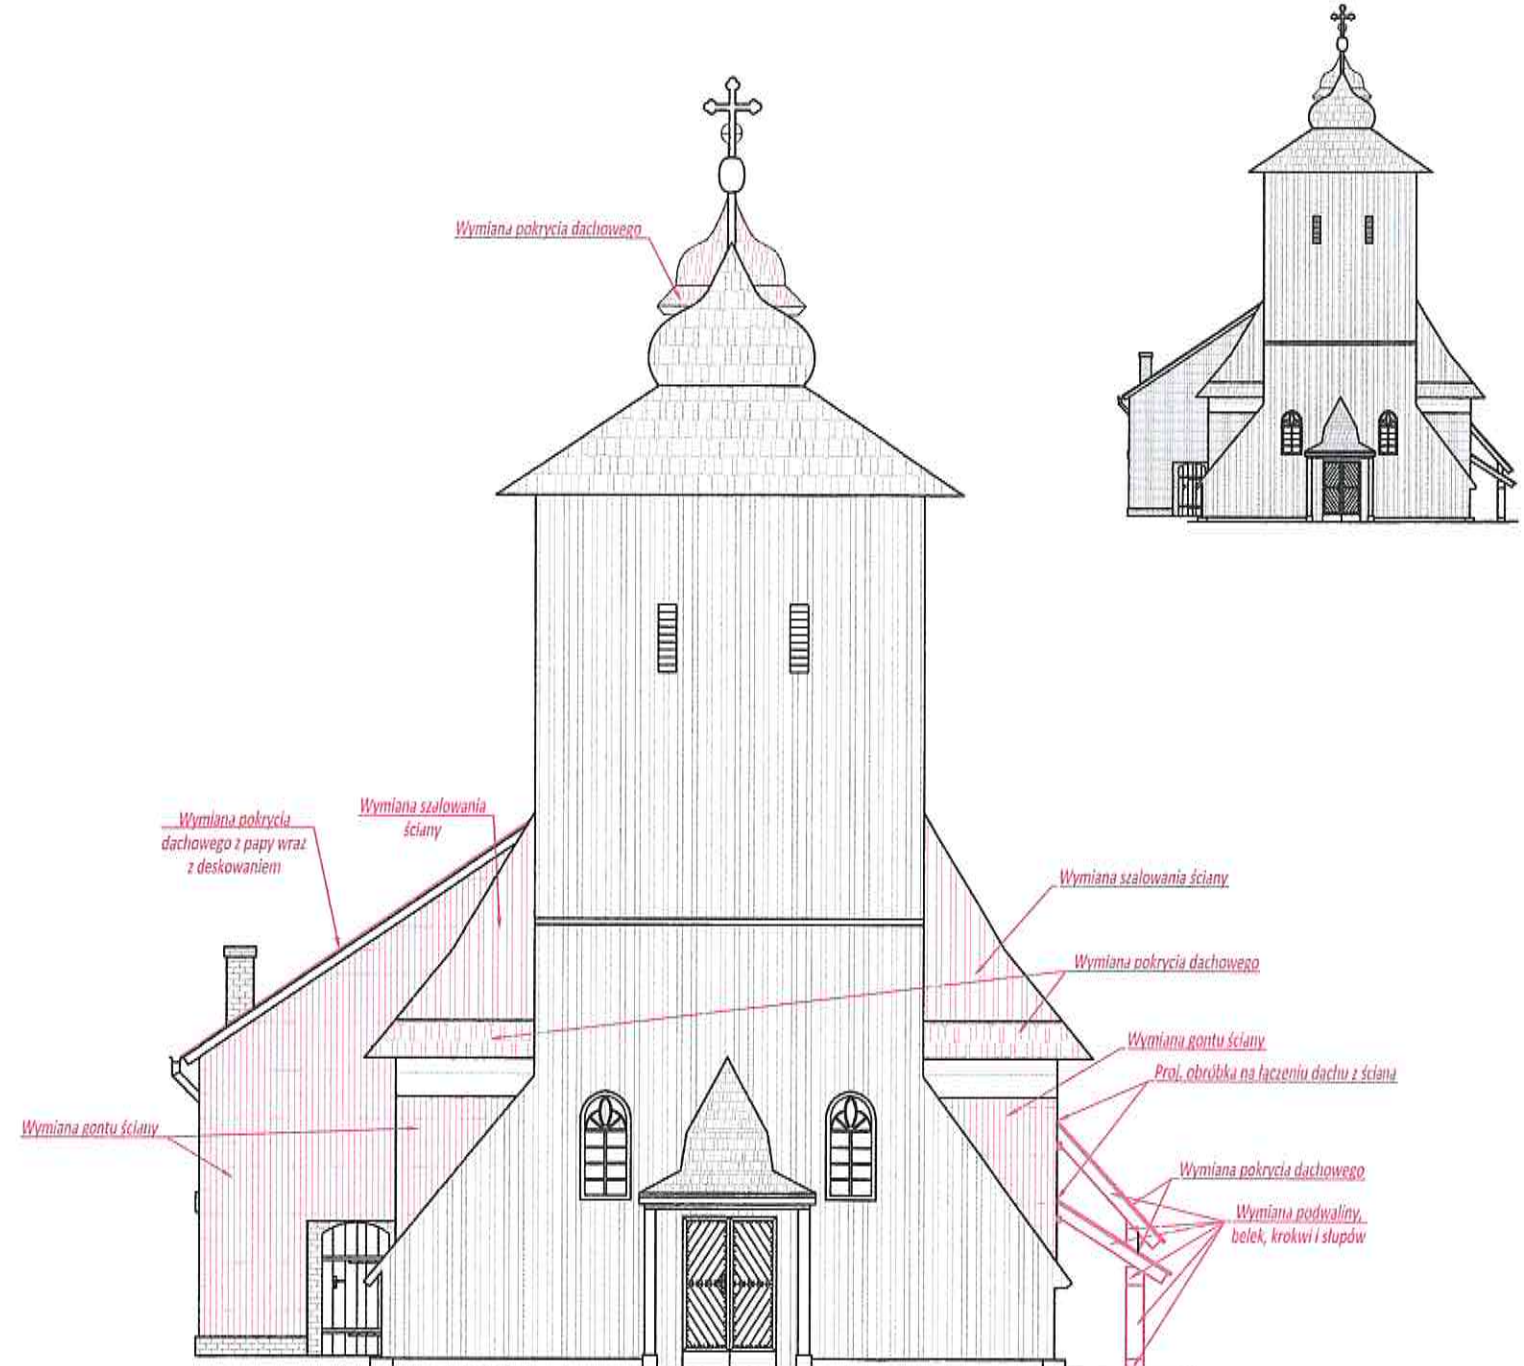 Wymiana pokrycia dachowego
Wymiana pokrycia
dachowego z papy wraz
z deskowaniem
Wymiana szalowania
ściany
Wymiana szalowania ściany
Wymiana pokrycia dachowego
Wymiana gontu ściany
Proj. obróbka na łączeniu dachu z ściana
Wymiana gontu ściany
Wymiana pokrycia dachowego
Wymiana podwaliny,
belek, krokwi i słupów